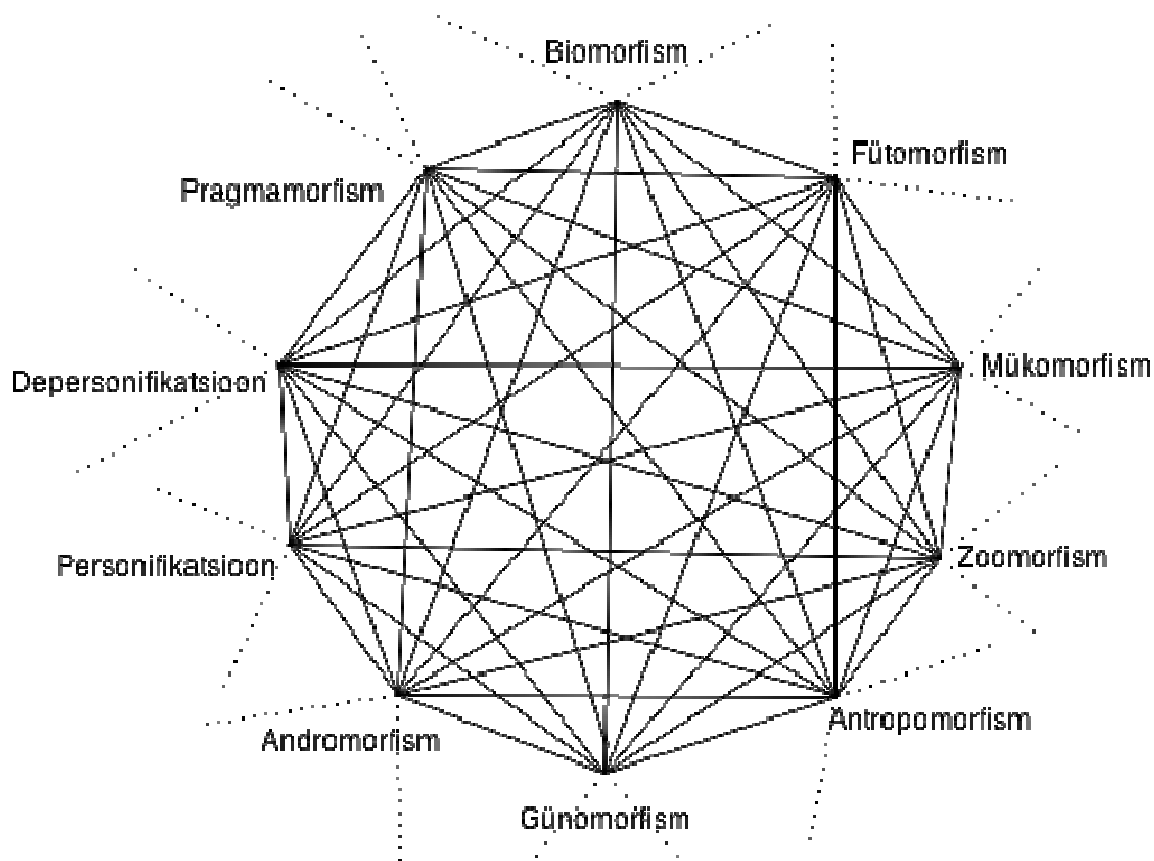 Biomorfism
Fütomorfism
Pragmamorfism
Mükomorfism
Depersonifikatsioon
Zoomorfism
Personifikatsioon
Antropomorfism
Andromorfism
Günomorfism